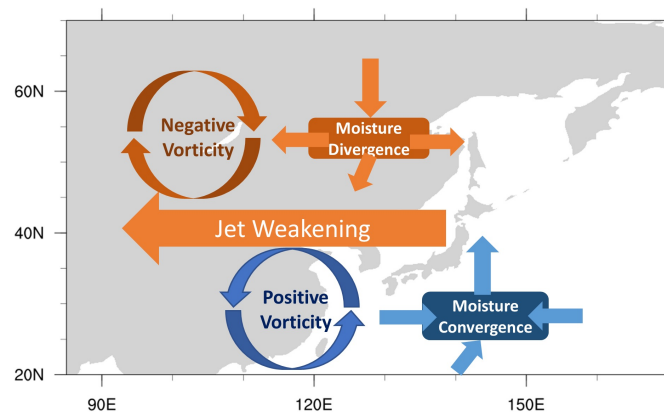 60N
Negative
Vorticity
Moisture
Divergence
40N
Jet Weakening
Positive
Vorticity
Moisture
Convergence
20N
90E
120E
150E